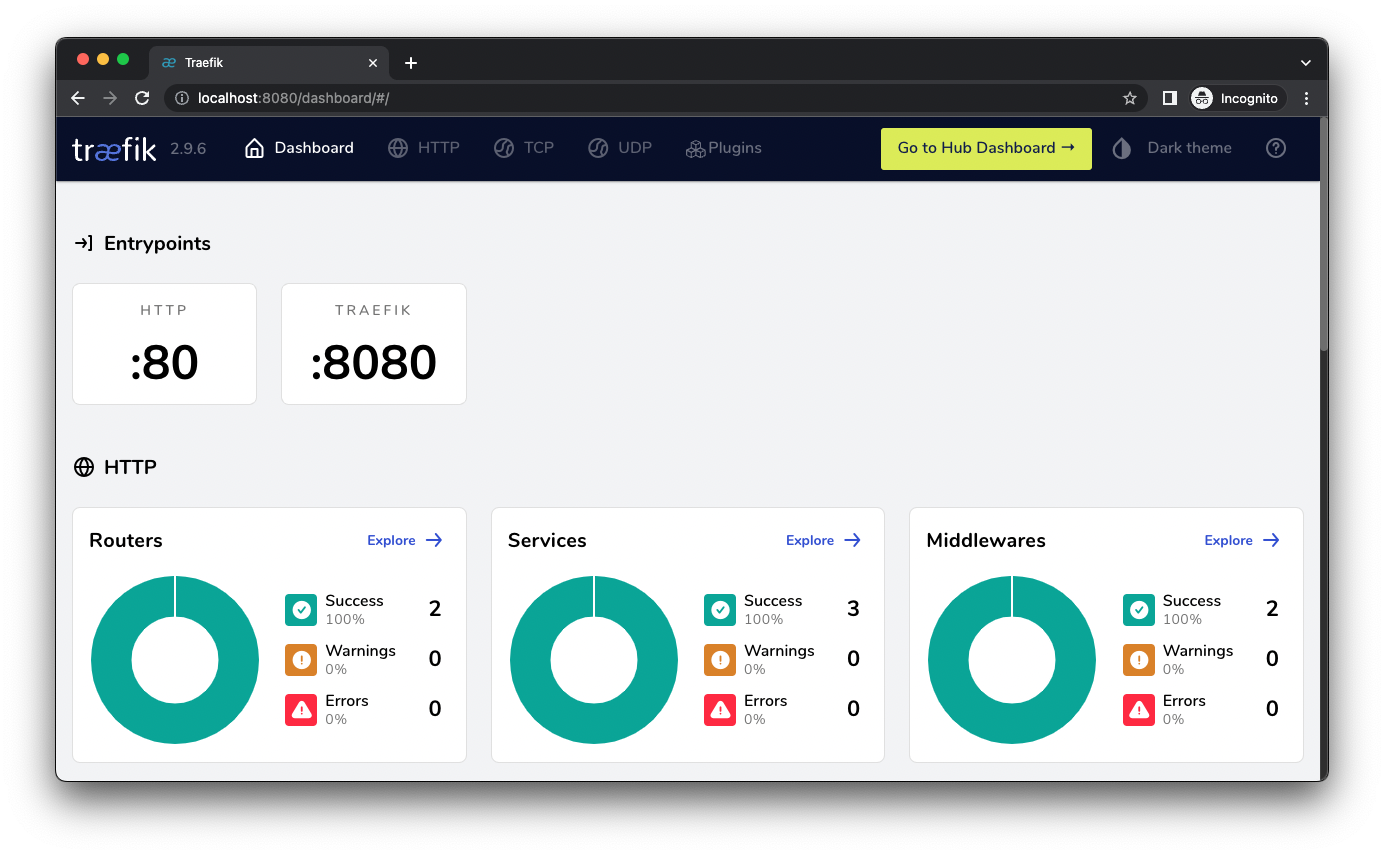 Traefik
localhost:8080/dashboard/#/
Incognito
træfik 2.9.6 Dashboard HTTP TCP UDP Plugins Go to Hub Dashboard → Dark theme ?
Entrypoints
HTTP
:80
TRAEFIK
:8080
HTTP
Routers Explore →
Success 2
100%
Warnings 0
0%
Errors 0
0%
Services Explore →
Success 3
100%
Warnings 0
0%
Errors 0
0%
Middlewares Explore →
Success 2
100%
Warnings 0
0%
Errors 0
0%